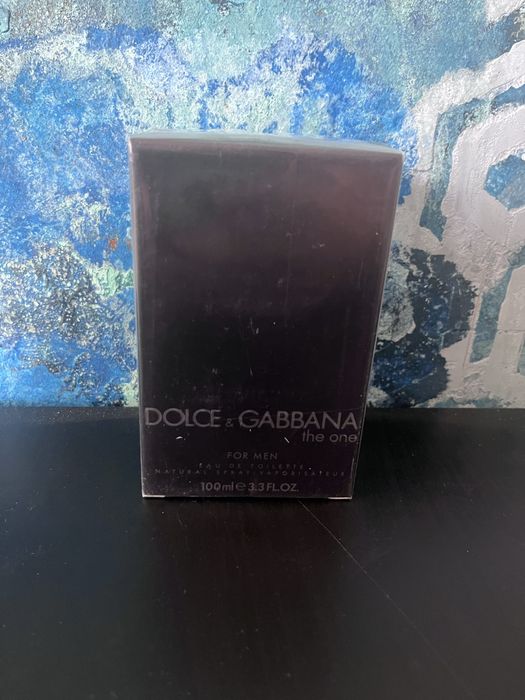 DOLCE & GABBANA
the one
FOR MEN
EAU DE TOILETTE
NATURAL SPRAY-VAPORISATEUR
100ml ℮ 3.3 FL.OZ.